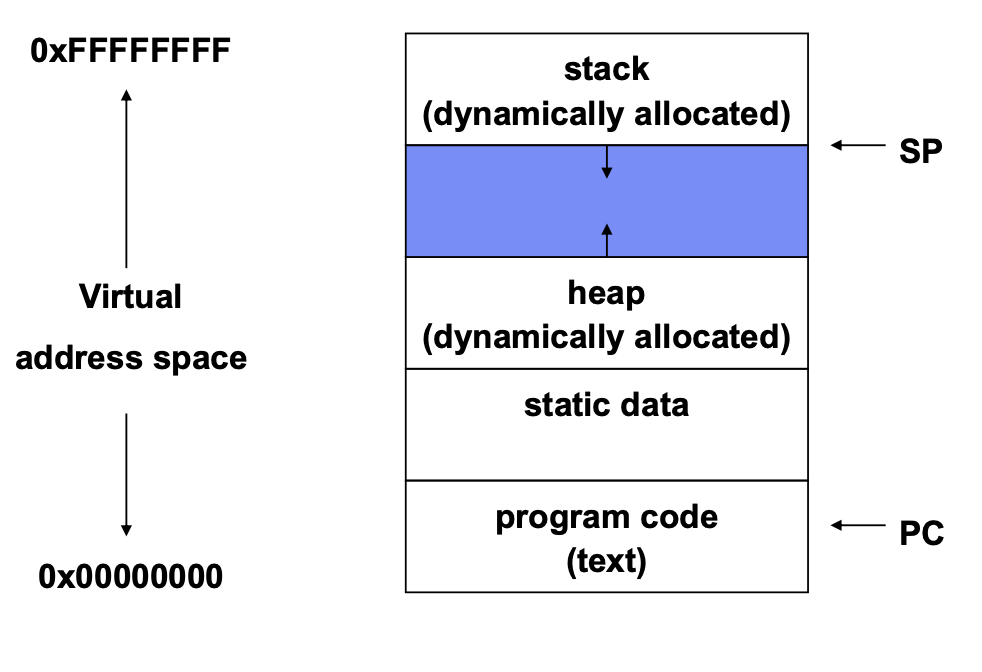 0xFFFFFFFF
Virtual
address space
0x00000000
stack
(dynamically allocated)
heap
(dynamically allocated)
static data
program code
(text)
SP
PC